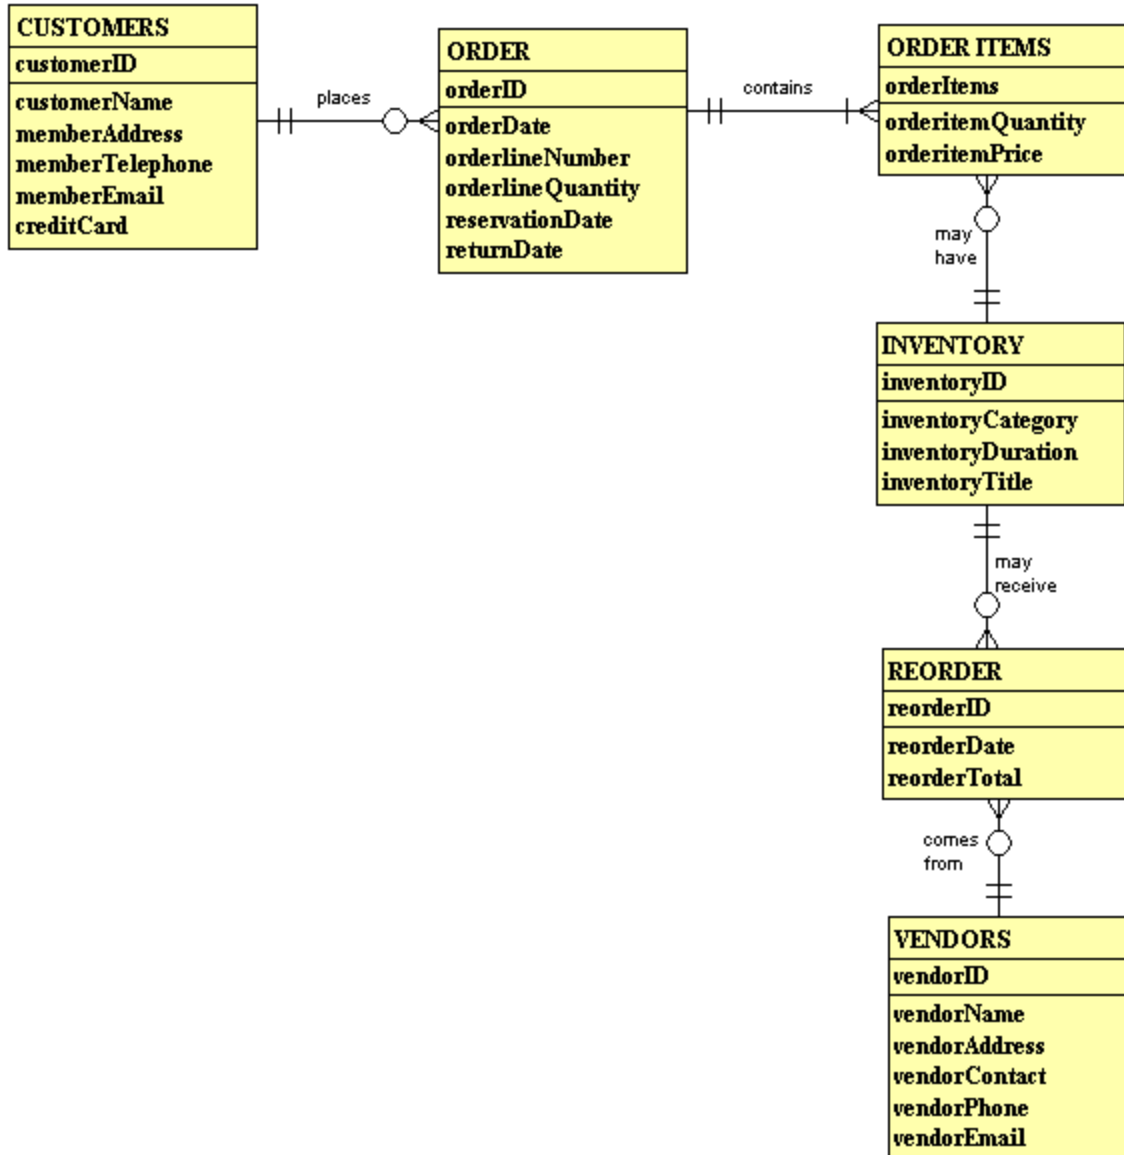 CUSTOMERS
customerID
customerName
memberAddress
memberTelephone
memberEmail
creditCard
places
ORDER
orderID
orderDate
orderlineNumber
orderlineQuantity
reservationDate
returnDate
contains
ORDER ITEMS
orderItems
orderitemQuantity
orderitemPrice
may
have
INVENTORY
inventoryID
inventoryCategory
inventoryDuration
inventoryTitle
may
receive
REORDER
reorderID
reorderDate
reorderTotal
comes
from
VENDORS
vendorID
vendorName
vendorAddress
vendorContact
vendorPhone
vendorEmail